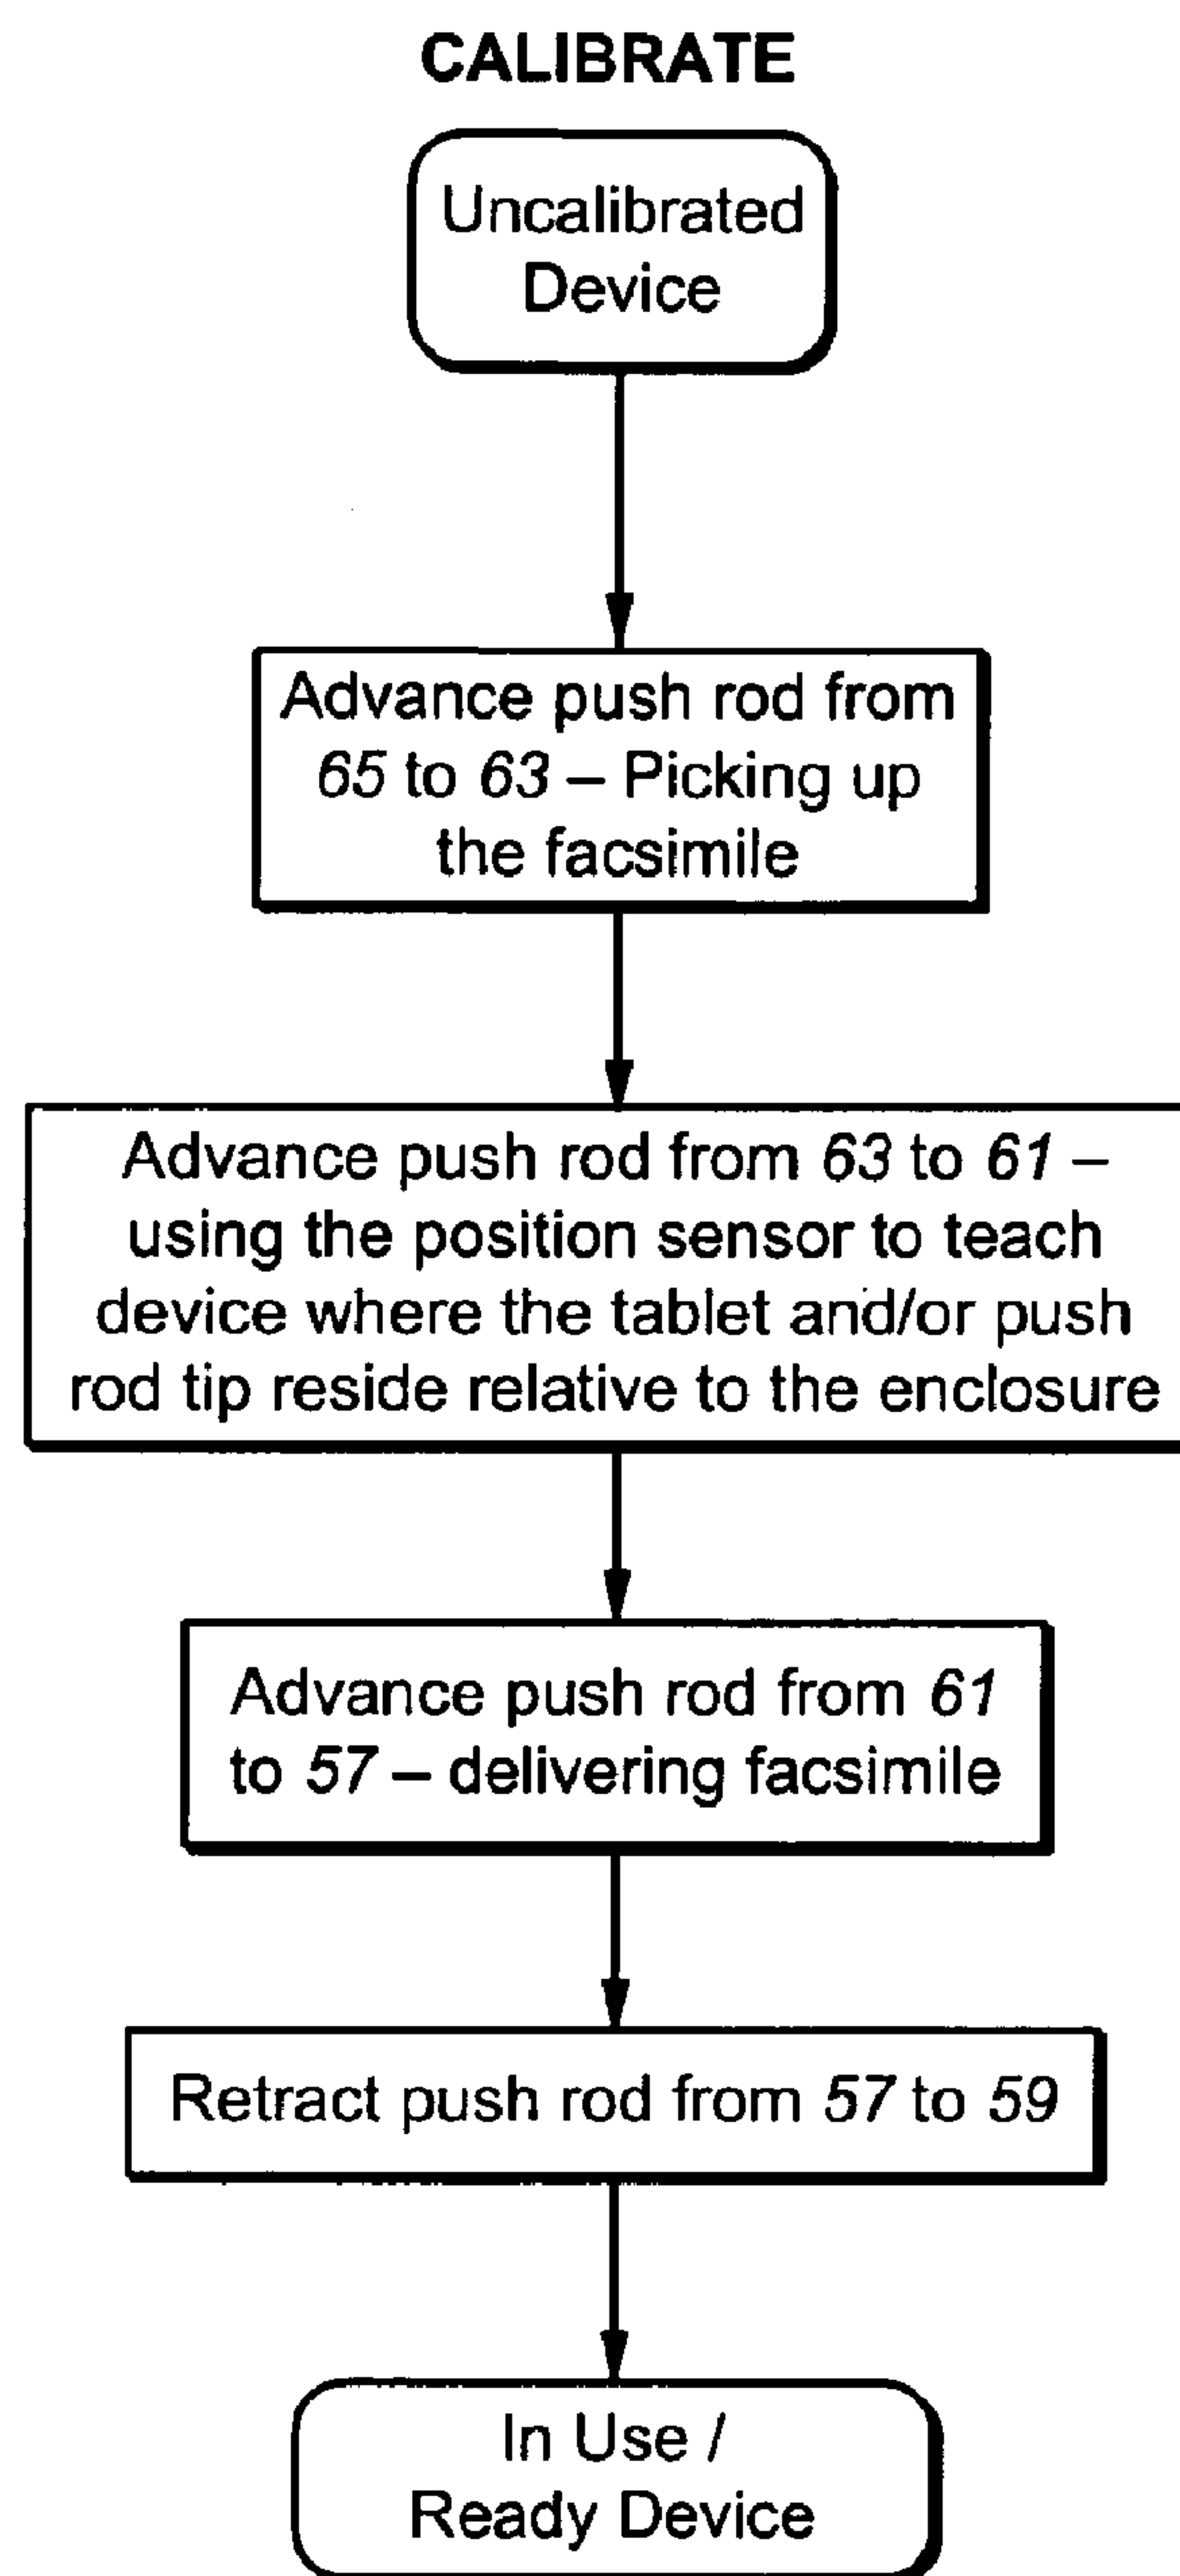 CALIBRATE
Uncalibrated
Device
Advance push rod from
65 to 63 – Picking up
the facsimile
Advance push rod from 63 to 61 –
using the position sensor to teach
device where the tablet and/or push
rod tip reside relative to the enclosure
Advance push rod from 61
to 57 – delivering facsimile
Retract push rod from 57 to 59
In Use /
Ready Device